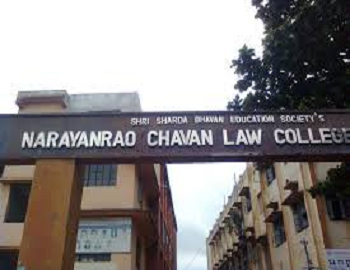 SHRI SHARDA BHAVAN EDUCATION SOCIETY'S
NARAYANRAO CHAVAN LAW COLLEGE